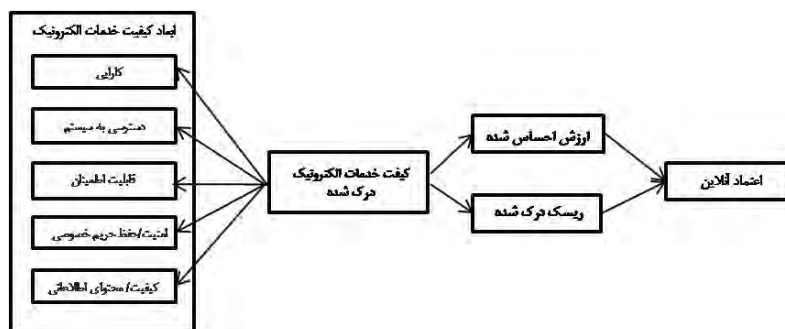 ابعاد کیفیت خدمات الکترونیک
کارایی
دسترسی به سیستم
قابلیت اطمینان
امنیت/حفظ حریم خصوصی
کیفیت/محتوای اطلاعاتی
کیفت خدمات الکترونیک
درک شده
ارزش احساس شده
ریسک درک شده
اعتماد آنلاین